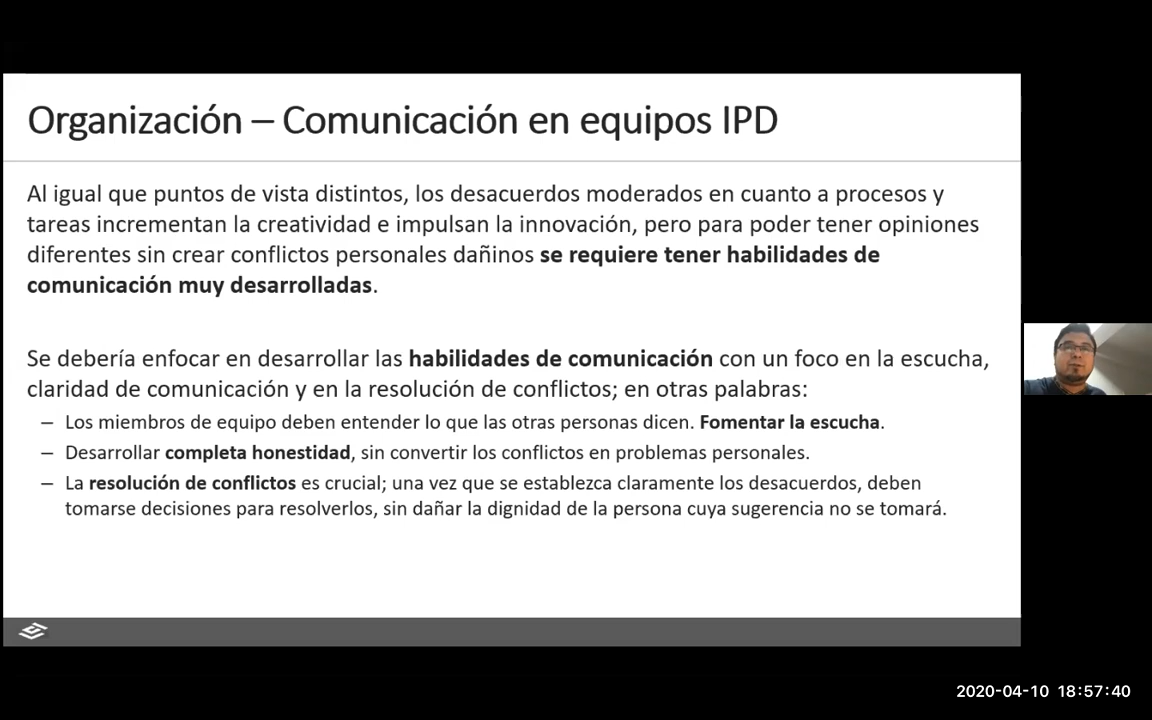 Organización – Comunicación en equipos IPD
Al igual que puntos de vista distintos, los desacuerdos moderados en cuanto a procesos y
tareas incrementan la creatividad e impulsan la innovación, pero para poder tener opiniones
diferentes sin crear conflictos personales dañinos se requiere tener habilidades de
comunicación muy desarrolladas.
Se debería enfocar en desarrollar las habilidades de comunicación con un foco en la escucha,
claridad de comunicación y en la resolución de conflictos; en otras palabras:
– Los miembros de equipo deben entender lo que las otras personas dicen. Fomentar la escucha.
– Desarrollar completa honestidad, sin convertir los conflictos en problemas personales.
– La resolución de conflictos es crucial; una vez que se establezca claramente los desacuerdos, deben
tomarse decisiones para resolverlos, sin dañar la dignidad de la persona cuya sugerencia no se tomará.
2020-04-10 18:57:40